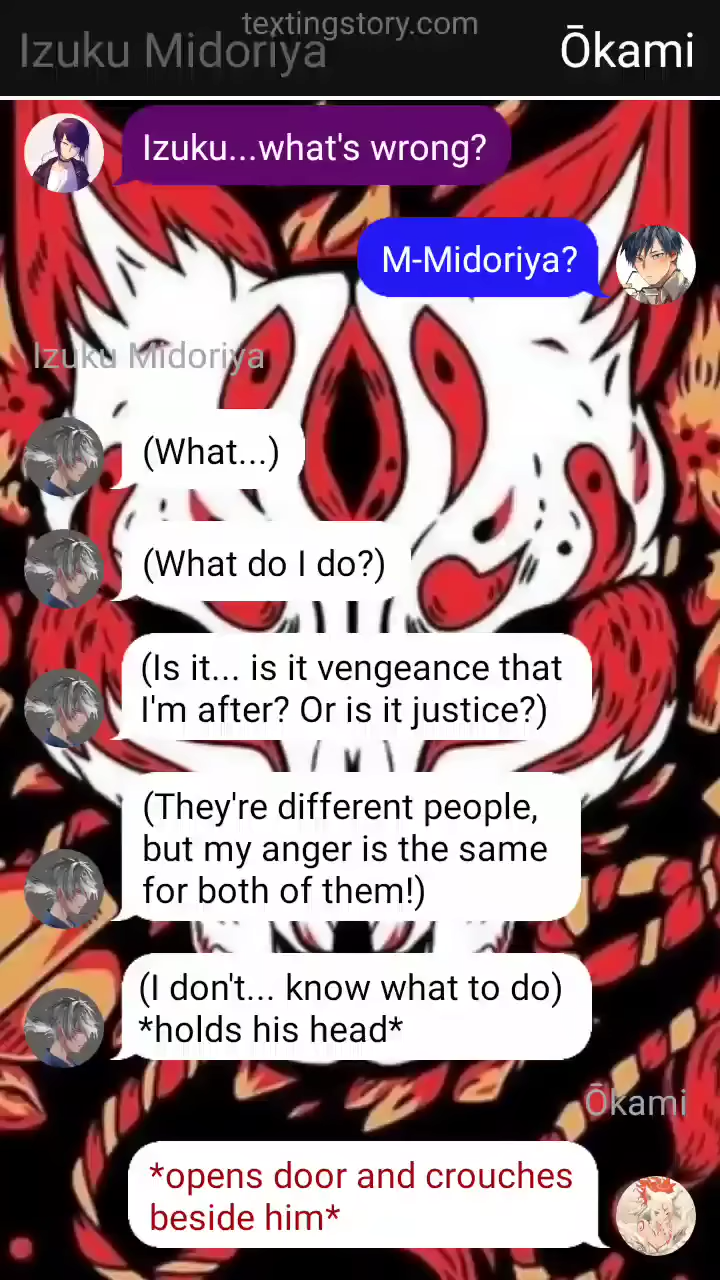 textingstory.com
Izuku Midoriya
Ōkami
Izuku...what's wrong?
M-Midoriya?
Izuku Midoriya
(What...)
(What do I do?)
(Is it... is it vengeance that
I'm after? Or is it justice?)
(They're different people,
but my anger is the same
for both of them!)
(I don't... know what to do)
*holds his head*
Ōkami
*opens door and crouches
beside him*